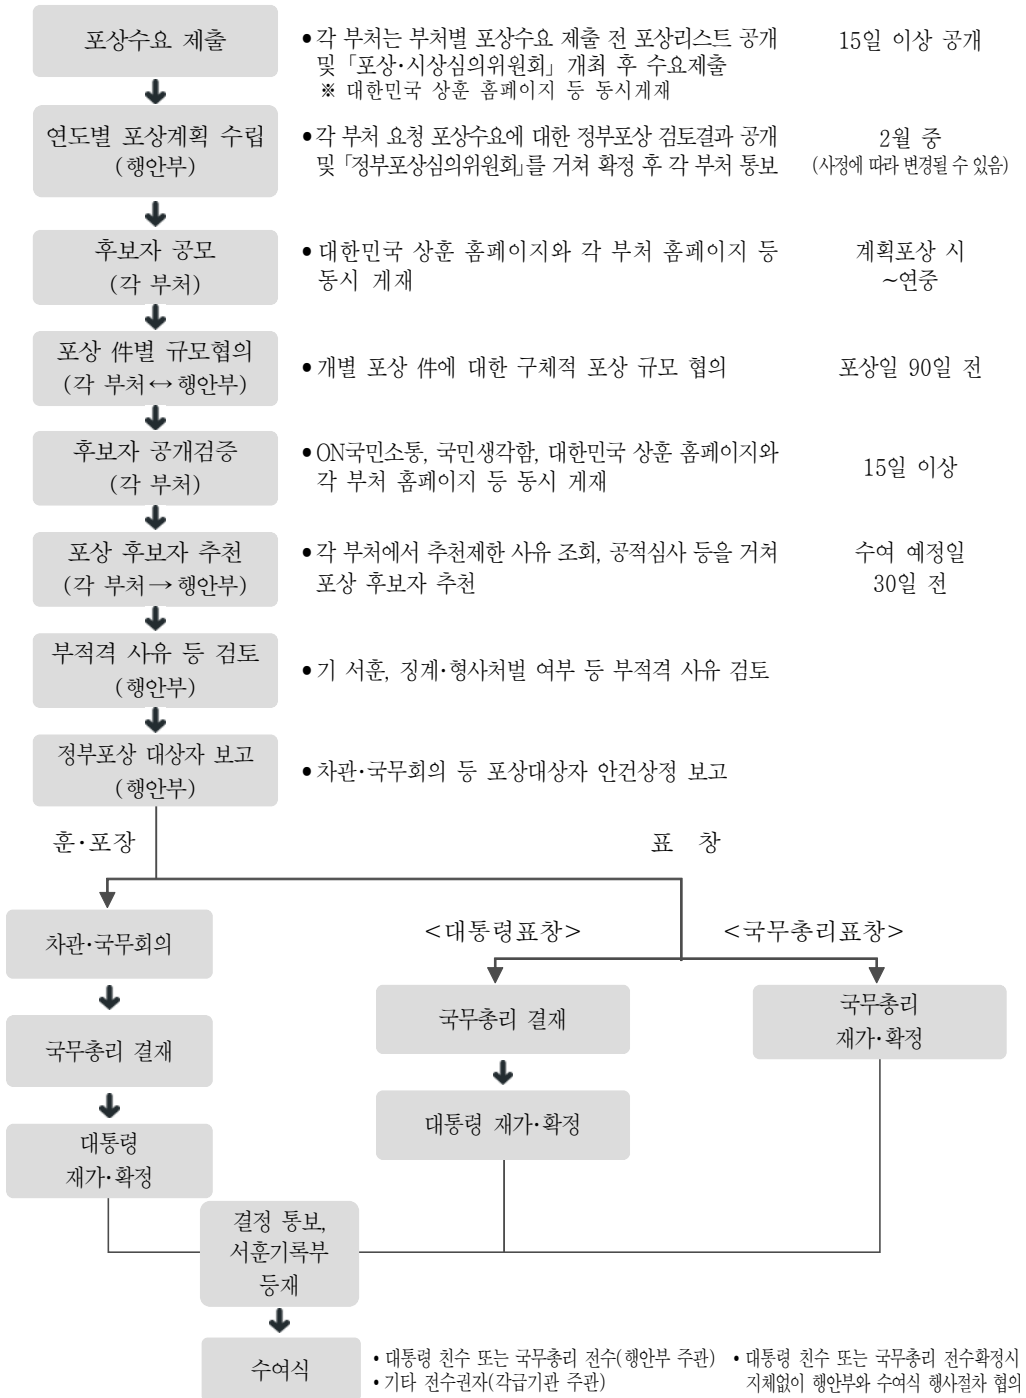 포상수요 제출
• 각 부처는 부처별 포상수요 제출 전 포상리스트 공개
및 「포상·시상심의위원회」 개최 후 수요제출
※ 대한민국 상훈 홈페이지 등 동시게재
15일 이상 공개
연도별 포상계획 수립
(행안부)
• 각 부처 요청 포상수요에 대한 정부포상 검토결과 공개
및 「정부포상심의위원회」를 거쳐 확정 후 각 부처 통보
2월 중
(사정에 따라 변경될 수 있음)
후보자 공모
(각 부처)
• 대한민국 상훈 홈페이지와 각 부처 홈페이지 등
동시 게재
계획포상 시
~연중
포상 件별 규모협의
(각 부처↔행안부)
• 개별 포상 件에 대한 구체적 포상 규모 협의
포상일 90일 전
후보자 공개검증
(각 부처)
• ON국민소통, 국민생각함, 대한민국 상훈 홈페이지와
각 부처 홈페이지 등 동시 게재
15일 이상
포상 후보자 추천
(각 부처→행안부)
• 각 부처에서 추천제한 사유 조회, 공적심사 등을 거쳐
포상 후보자 추천
수여 예정일
30일 전
부적격 사유 등 검토
(행안부)
• 기 서훈, 징계·형사처벌 여부 등 부적격 사유 검토
정부포상 대상자 보고
(행안부)
• 차관·국무회의 등 포상대상자 안건상정 보고
훈·포장
표 창
차관·국무회의
<대통령표창>
<국무총리표창>
국무총리 결재
국무총리
재가·확정
국무총리 결재
대통령 재가·확정
대통령
재가·확정
결정 통보,
서훈기록부
등재
수여식
• 대통령 친수 또는 국무총리 전수(행안부 주관)
• 기타 전수권자(각급기관 주관)
• 대통령 친수 또는 국무총리 전수확정시
지체없이 행안부와 수여식 행사절차 협의